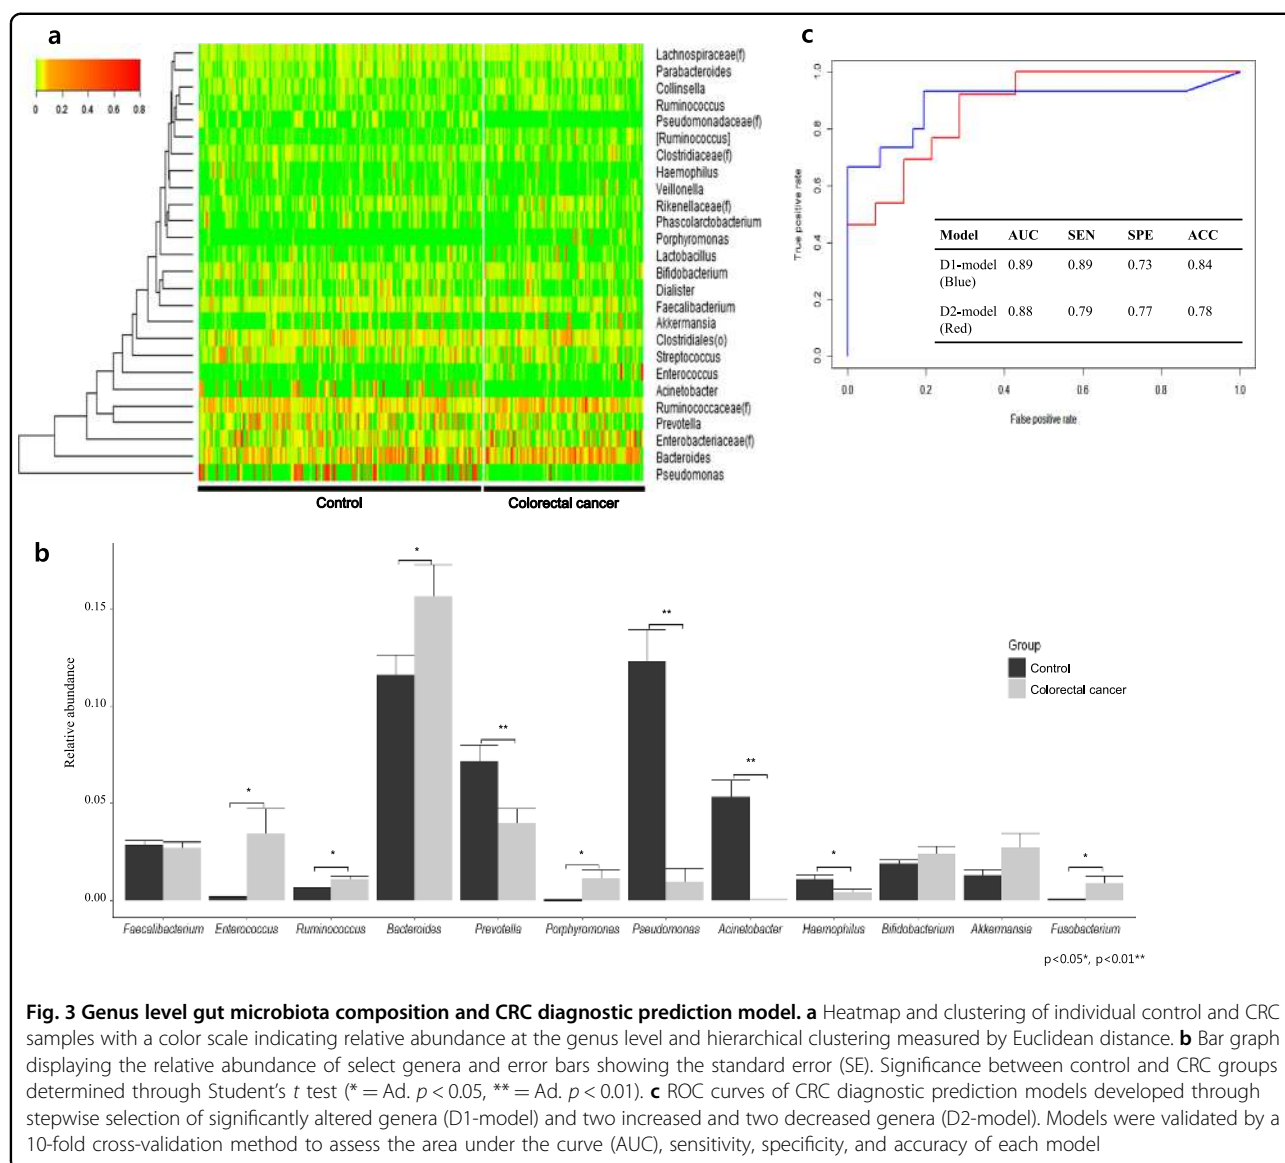 a
0 0.2 0.4 0.6 0.8
Lachnospiraceae(f)
Parabacteroides
Collinsella
Ruminococcus
Pseudomonadaceae(f)
[Ruminococcus]
Clostridiaceae(f)
Haemophilus
Veillonella
Rikenellaceae(f)
Phascolarctobacterium
Porphyromonas
Lactobacillus
Bifidobacterium
Dialister
Faecalibacterium
Akkermansia
Clostridiales(o)
Streptococcus
Enterococcus
Acinetobacter
Ruminococcaceae(f)
Prevotella
Enterobacteriaceae(f)
Bacteroides
Pseudomonas
Control Colorectal cancer
c
True positive rate
1.0
0.8
0.6
0.4
0.2
0.0
Model AUC SEN SPE ACC
D1-model 0.89 0.89 0.73 0.84
(Blue)
D2-model 0.88 0.79 0.77 0.78
(Red)
0.0 0.2 0.4 0.6 0.8 1.0
False positive rate
b
Relative abundance
0.15
0.10
0.05
0.00
* * * ** * ** ** * *
Group
Control
Colorectal cancer
Faecalibacterium Enterococcus Ruminococcus Bacteroides Prevotella Porphyromonas Pseudomonas Acinetobacter Haemophilus Bifidobacterium Akkermansia Fusobacterium
p<0.05*, p<0.01**
Fig. 3 Genus level gut microbiota composition and CRC diagnostic prediction model. a Heatmap and clustering of individual control and CRC
samples with a color scale indicating relative abundance at the genus level and hierarchical clustering measured by Euclidean distance. b Bar graph
displaying the relative abundance of select genera and error bars showing the standard error (SE). Significance between control and CRC groups
determined through Student's t test (* = Ad. p < 0.05, ** = Ad. p < 0.01). c ROC curves of CRC diagnostic prediction models developed through
stepwise selection of significantly altered genera (D1-model) and two increased and two decreased genera (D2-model). Models were validated by a
10-fold cross-validation method to assess the area under the curve (AUC), sensitivity, specificity, and accuracy of each model